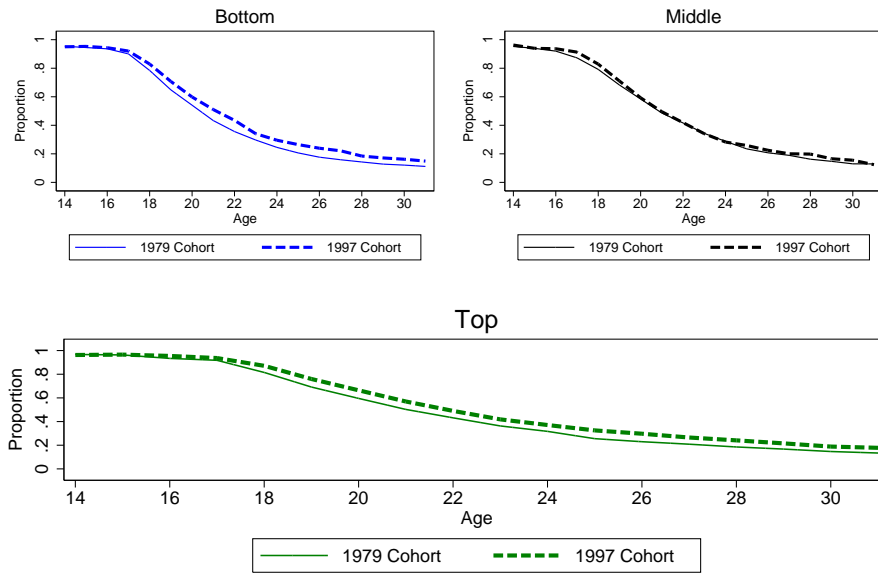 Bottom
Proportion
0 .2 .4 .6 .8 1
14 16 18 20 22 24 26 28 30
Age
1979 Cohort 1997 Cohort
Middle
Proportion
0 .2 .4 .6 .8 1
14 16 18 20 22 24 26 28 30
Age
1979 Cohort 1997 Cohort
Top
Proportion
0 .2 .4 .6 .8 1
14 16 18 20 22 24 26 28 30
Age
1979 Cohort 1997 Cohort